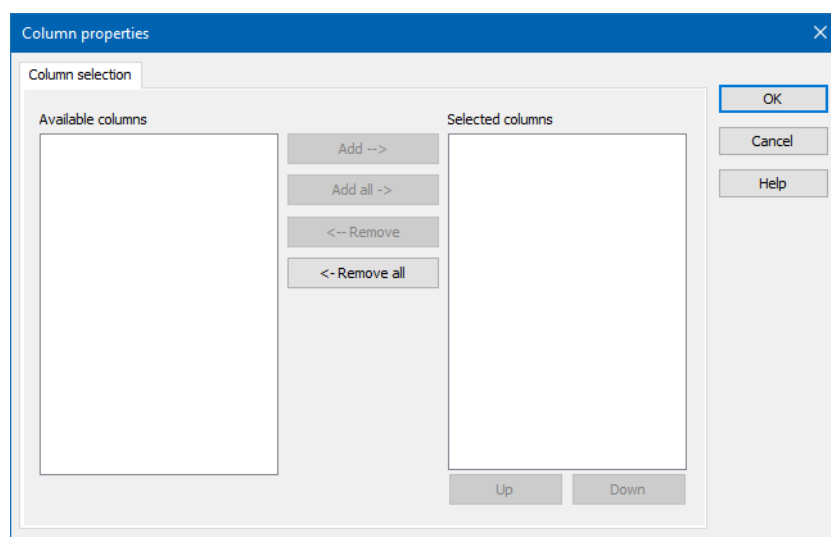 Column properties
Column selection
Available columns
Selected columns
Add -->
Add all ->
<-- Remove
<- Remove all
Up
Down
OK
Cancel
Help